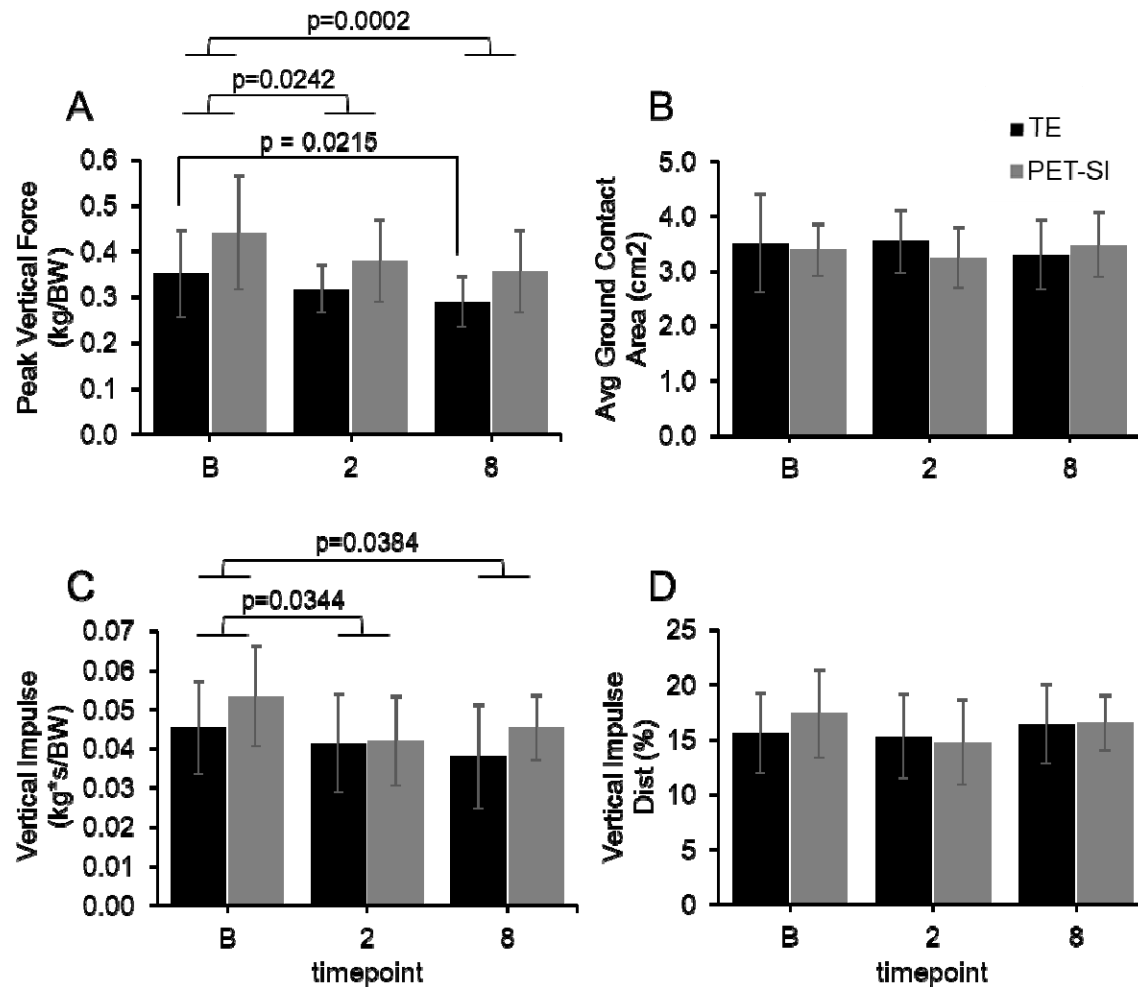 p=0.0002
p=0.0242
A
p = 0.0215
Peak Vertical Force
(kg/BW)
0.6
0.5
0.4
0.3
0.2
0.1
0.0
B 2 8
B
TE
PET-SI
Avg Ground Contact
Area (cm2)
5.0
4.0
3.0
2.0
1.0
0.0
B 2 8
p=0.0384
C
p=0.0344
Vertical Impulse
(kg*s/BW)
0.07
0.06
0.05
0.04
0.03
0.02
0.01
0.00
B 2 8
timepoint
D
Vertical Impulse
Dist (%)
25
20
15
10
5
0
B 2 8
timepoint